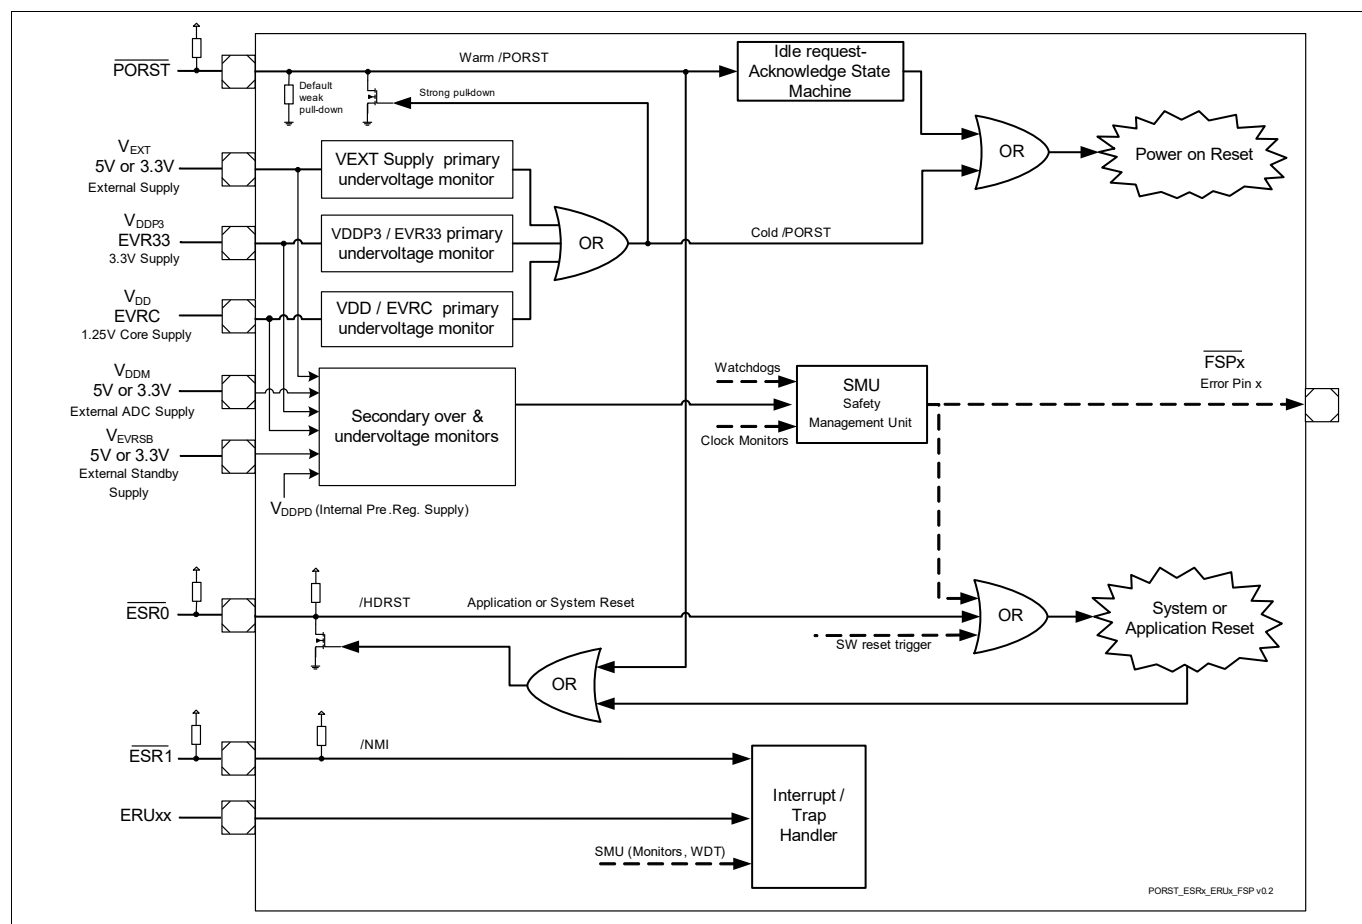 PORST
Warm /PORST
Idle request-
Acknowledge State
Machine
Default
weak
pull-down
Strong pull-down
OR
Power on Reset
VEXT
5V or 3.3V
External Supply
VEXT Supply primary
undervoltage monitor
VDDP3
EVR33
3.3V Supply
VDDP3 / EVR33 primary
undervoltage monitor
OR
Cold /PORST
VDD
EVRC
1.25V Core Supply
VDD / EVRC primary
undervoltage monitor
VDDM
5V or 3.3V
External ADC Supply
VEVRSB
5V or 3.3V
External Standby
Supply
Secondary over &
undervoltage monitors
VDDPD (Internal Pre.Reg. Supply)
Watchdogs
Clock Monitors
SMU
Safety
Management Unit
FSPx
Error Pin x
ESR0
/HDRST
Application or System Reset
SW reset trigger
OR
System or
Application Reset
OR
ESR1
/NMI
ERUxx
SMU (Monitors, WDT)
Interrupt /
Trap
Handler
PORST_ESRx_ERUx_FSP v0.2